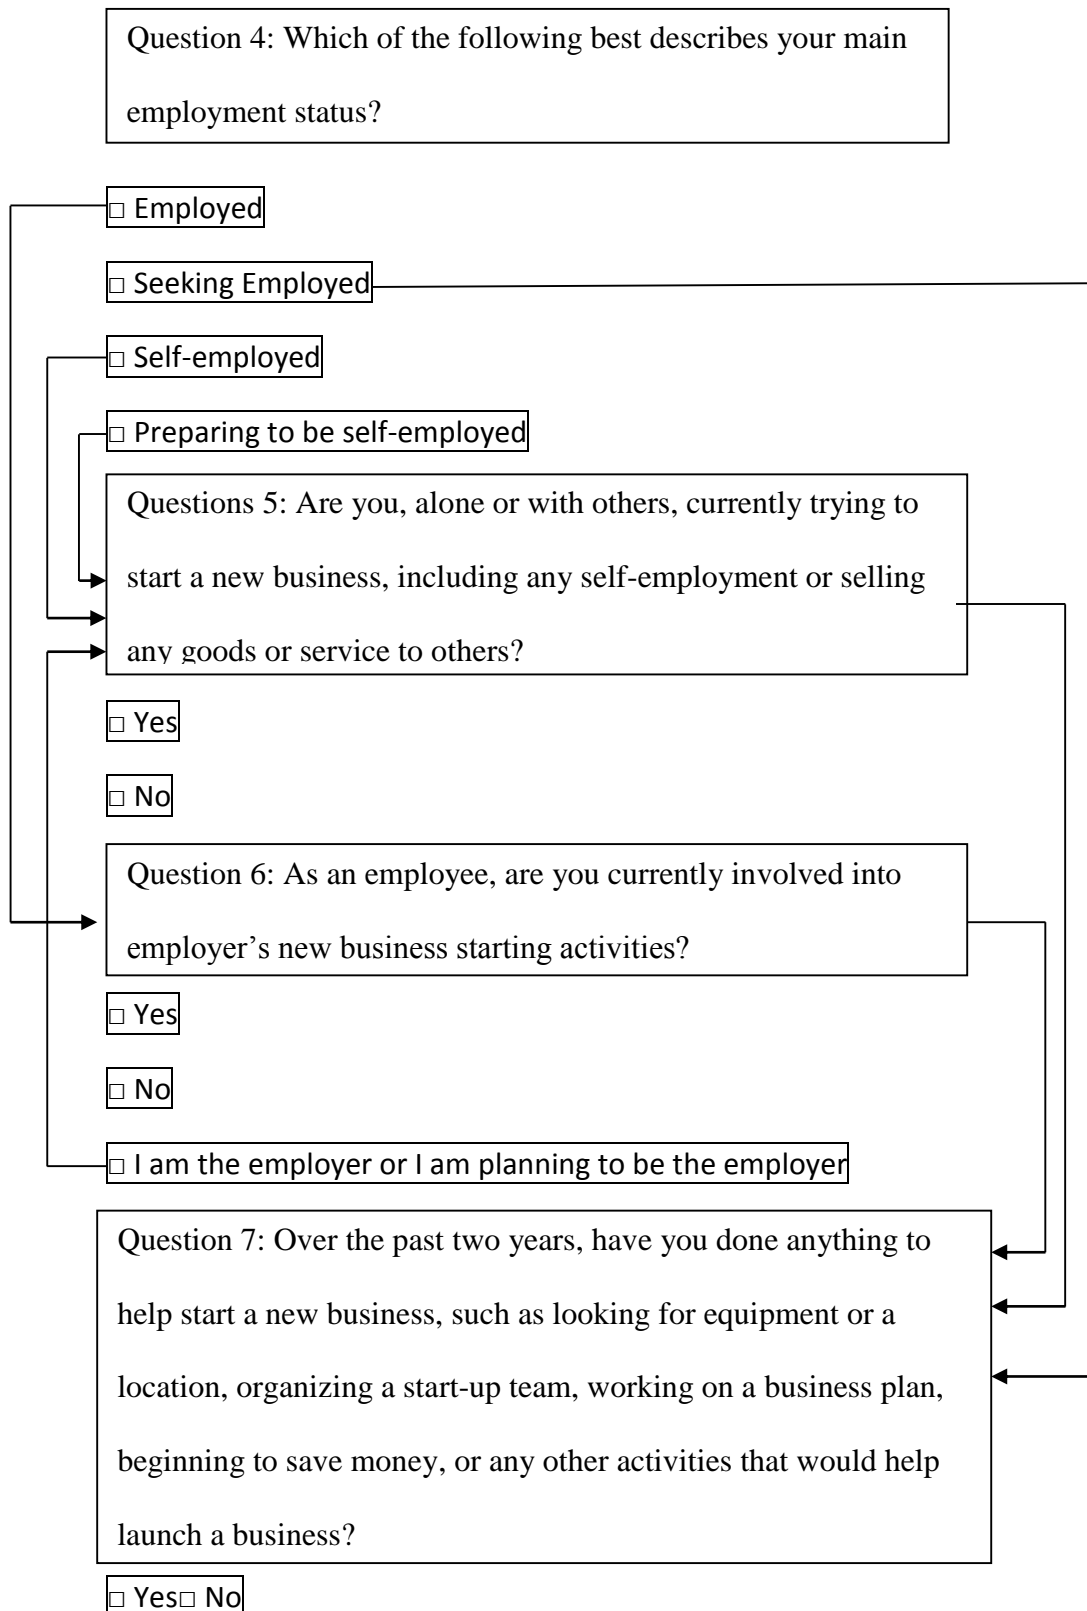 Question 4: Which of the following best describes your main
employment status?
□ Employed
□ Seeking Employed
□ Self-employed
□ Preparing to be self-employed
Questions 5: Are you, alone or with others, currently trying to
start a new business, including any self-employment or selling
any goods or service to others?
□ Yes
□ No
Question 6: As an employee, are you currently involved into
employer’s new business starting activities?
□ Yes
□ No
□ I am the employer or I am planning to be the employer
Question 7: Over the past two years, have you done anything to
help start a new business, such as looking for equipment or a
location, organizing a start-up team, working on a business plan,
beginning to save money, or any other activities that would help
launch a business?
□ Yes□ No